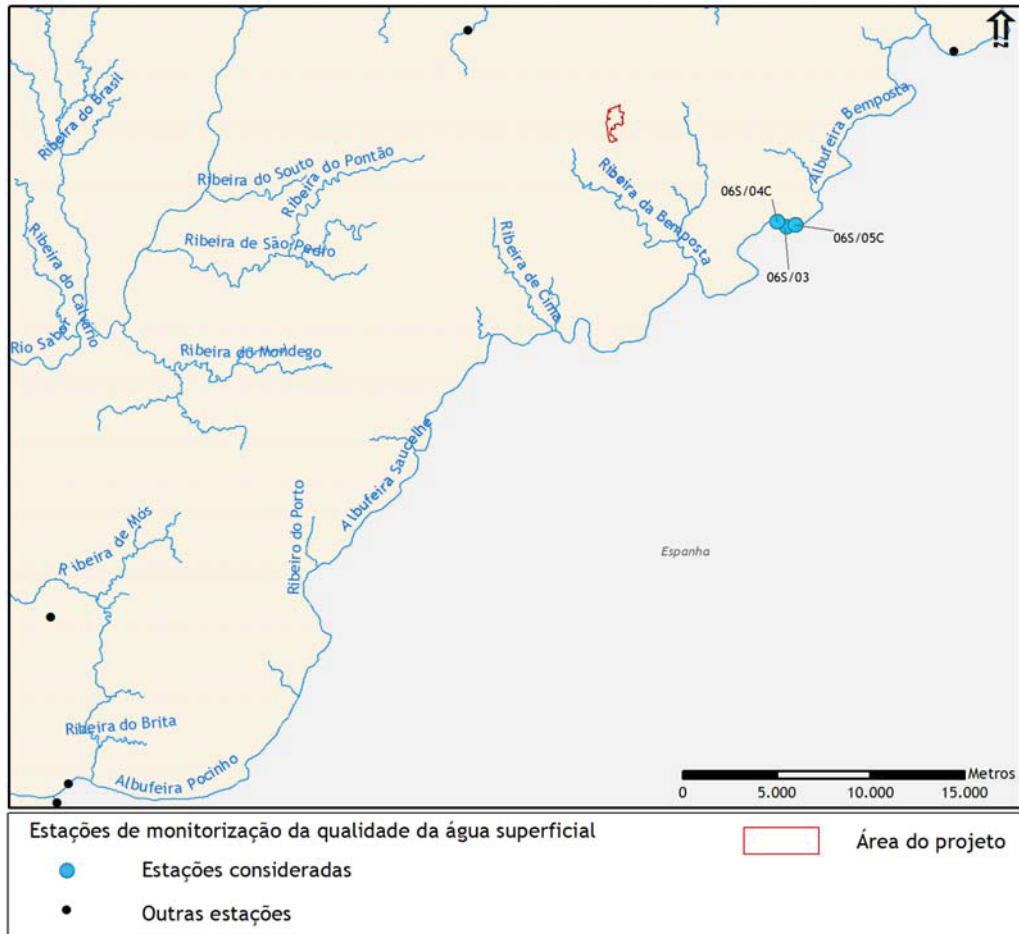 N
Albufeira Bemposta
Ribeira do Brasil
Ribeira do Souto
Ribeira do Pontão
Ribeira da Bemposta
06S/04C
06S/05C
06S/03
Ribeira de São Pedro
Ribeira do Calvário
Ribeira de Cima
Rio Sabor
Ribeira do Mondego
Albufeira Saucelhe
Ribeiro do Porto
Ribeira de Mós
Espanha
Ribeira do Brita
Albufeira Pocinho
Metros
0 5.000 10.000 15.000
Estações de monitorização da qualidade da água superficial
Estações consideradas
Outras estações
Área do projeto